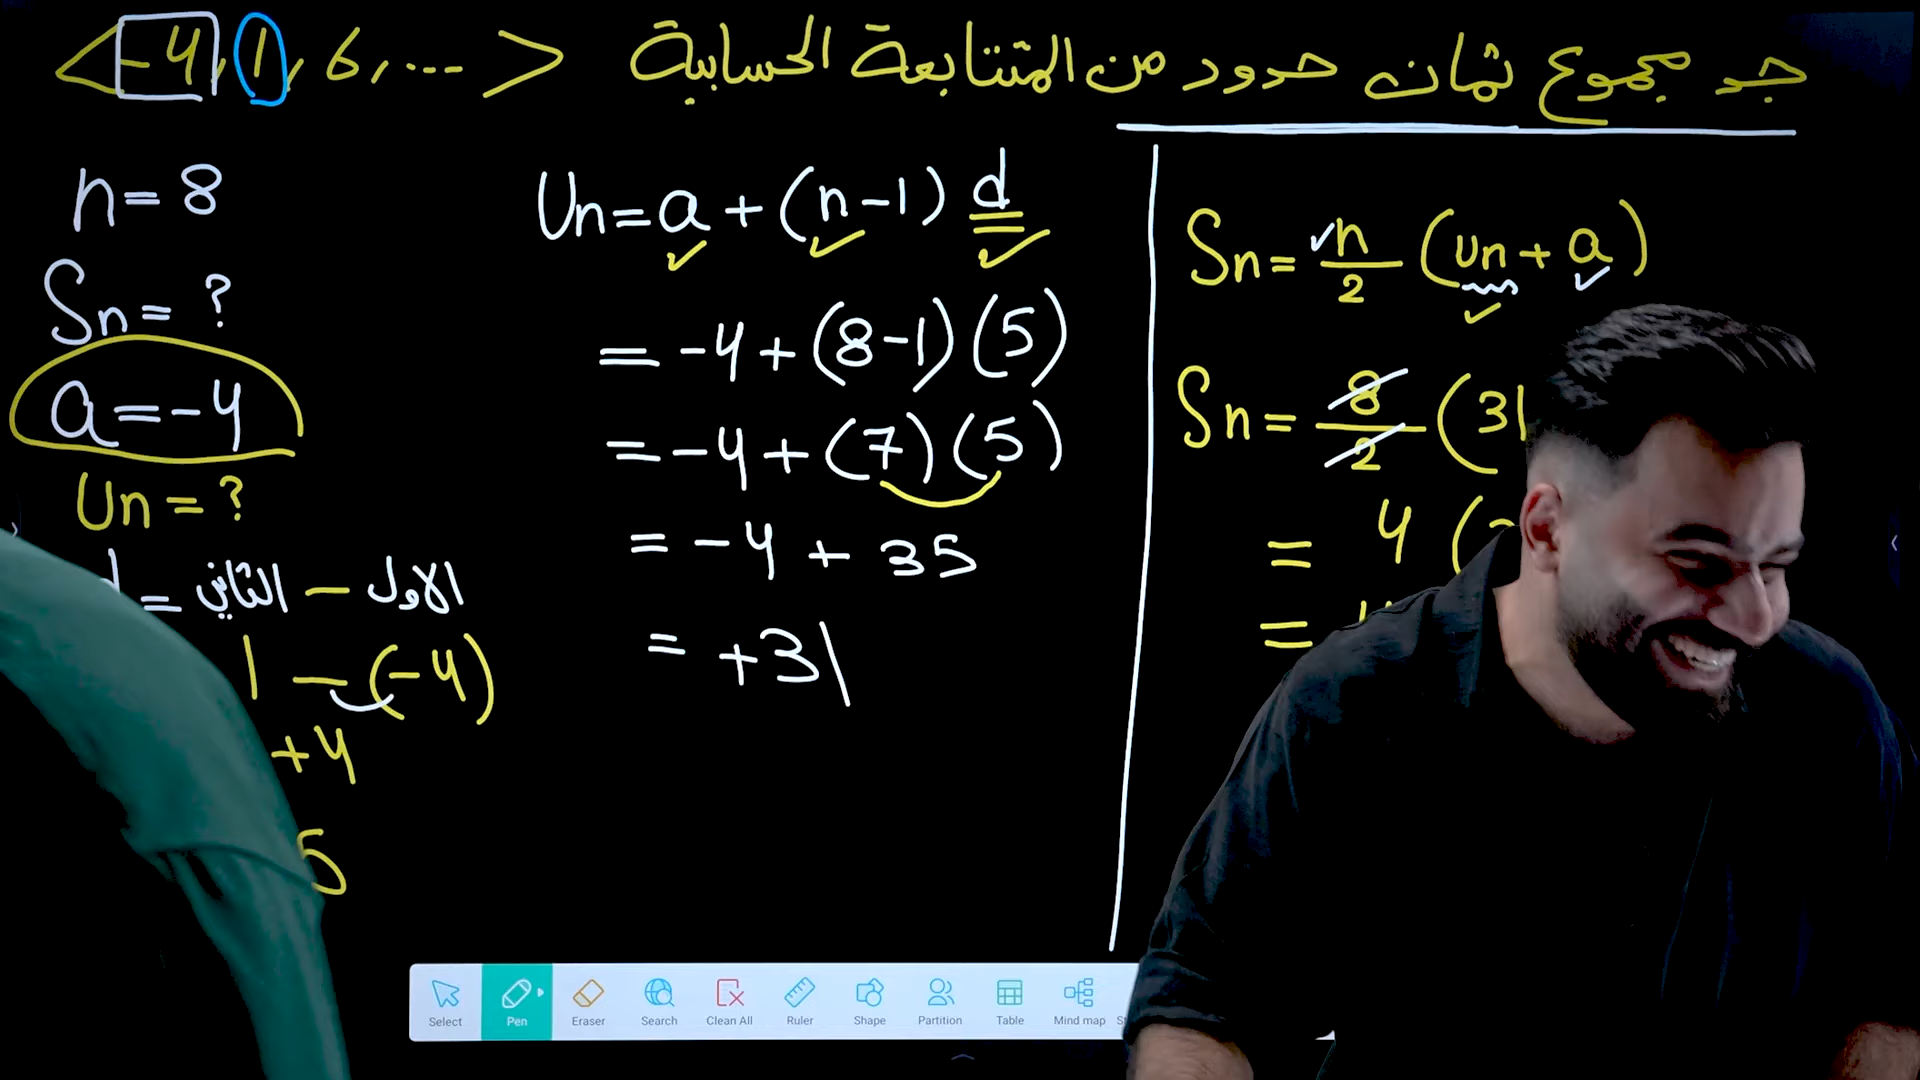 جد مجموع ثمان حدود من المتتابعة الحسابية <-4, 1, 6, ...>
n = 8
Sn = ?
a = -4
Un = ?
= الثاني - الاول
1 - (-4)
+4
5
Un = a + (n-1) d
= -4 + (8-1) (5)
= -4 + (7) (5)
= -4 + 35
= +31
Sn = n/2 (un + a)
Sn = 8/2 (31
= 4 (
=
Select Pen Eraser Search Clean All Ruler Shape Partition Table Mind map